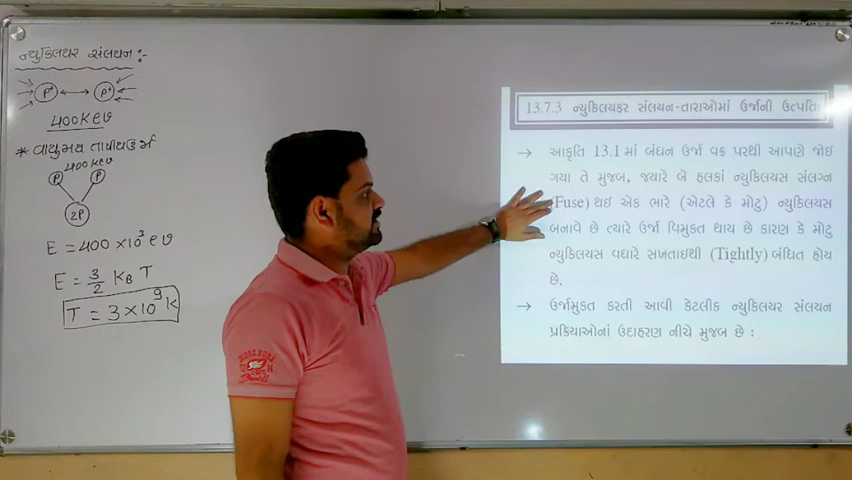 ન્યુક્લિયર સંલયન :-
P+ P+
400 Kev
* વાયુમય તાપીય ઉર્જા
400 Kev
P P
2P
E = 400 × 10³ eV
E = 3/2 KB T
T = 3 × 10⁹ K
13.7.3 ન્યુક્લિયર સંલયન-તારાઓમાં ઉર્જાની ઉત્પતિ:
→ આકૃતિ 13.1 માં બંધન ઉર્જા વક્ર પરથી આપણે જોઇ
ગયા તે મુજબ, જ્યારે બે હલકાં ન્યુક્લિયસ સંલગ્ન
(Fuse) થઇ એક ભારે (એટલે કે મોટુ) ન્યુક્લિયસ
બનાવે છે ત્યારે ઉર્જા વિમુક્ત થાય છે કારણ કે મોટુ
ન્યુક્લિયસ વધારે સખતાઇથી (Tightly) બંધિત હોય
છે.
→ ઉર્જામુક્ત કરતી આવી કેટલીક ન્યુક્લિયર સંલયન
પ્રક્રિયાઓનાં ઉદાહરણ નીચે મુજબ છે :